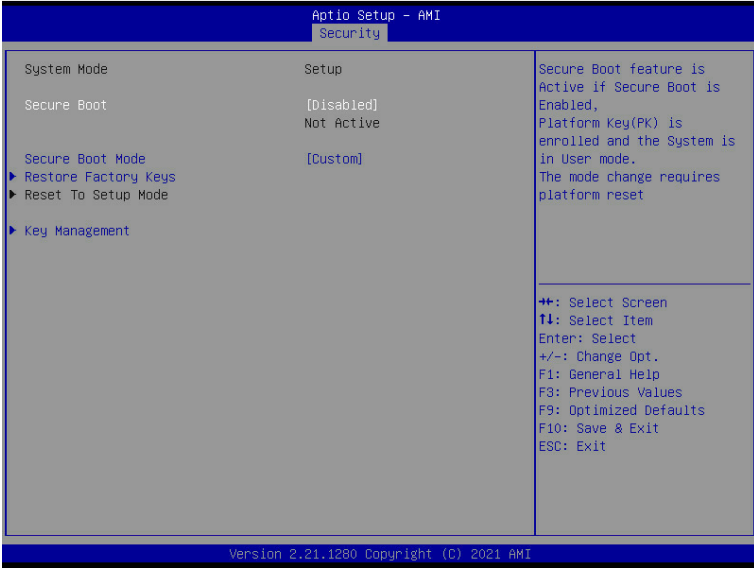 Aptio Setup - AMI
Security
System Mode Setup
Secure Boot [Disabled]
Not Active
Secure Boot Mode [Custom]
Restore Factory Keys
Reset To Setup Mode
Key Management
Secure Boot feature is
Active if Secure Boot is
Enabled,
Platform Key(PK) is
enrolled and the System is
in User mode.
The mode change requires
platform reset
→←: Select Screen
↑↓: Select Item
Enter: Select
+/-: Change Opt.
F1: General Help
F3: Previous Values
F9: Optimized Defaults
F10: Save & Exit
ESC: Exit
Version 2.21.1280 Copyright (C) 2021 AMI